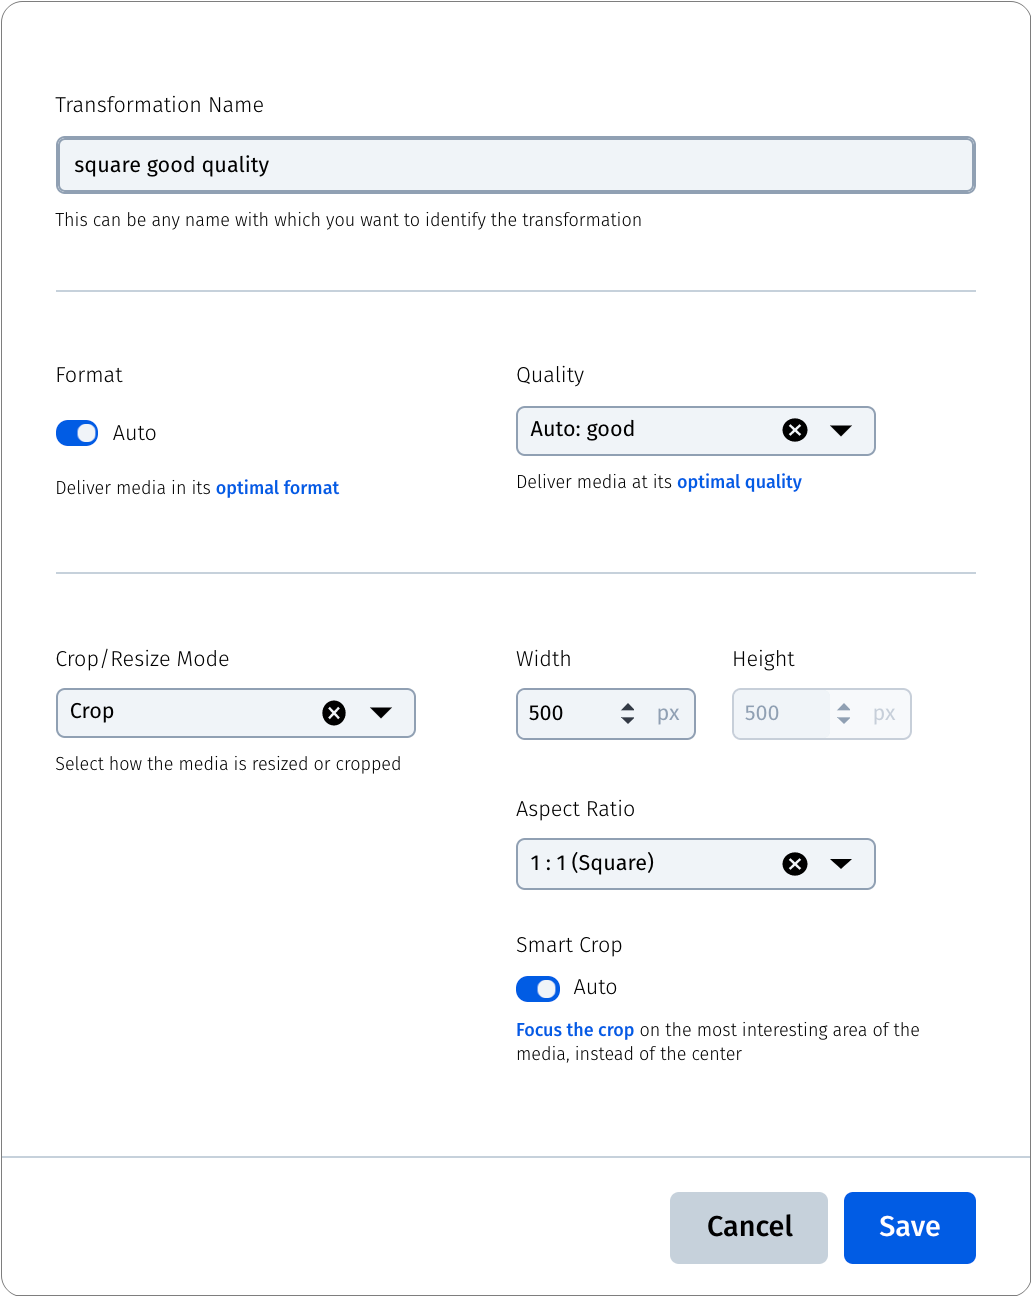 Transformation Name
square good quality
This can be any name with which you want to identify the transformation
Format
Auto
Deliver media in its optimal format
Quality
Auto: good
Deliver media at its optimal quality
Crop/Resize Mode
Crop
Select how the media is resized or cropped
Width
500 px
Height
500 px
Aspect Ratio
1 : 1 (Square)
Smart Crop
Auto
Focus the crop on the most interesting area of the
media, instead of the center
Cancel
Save